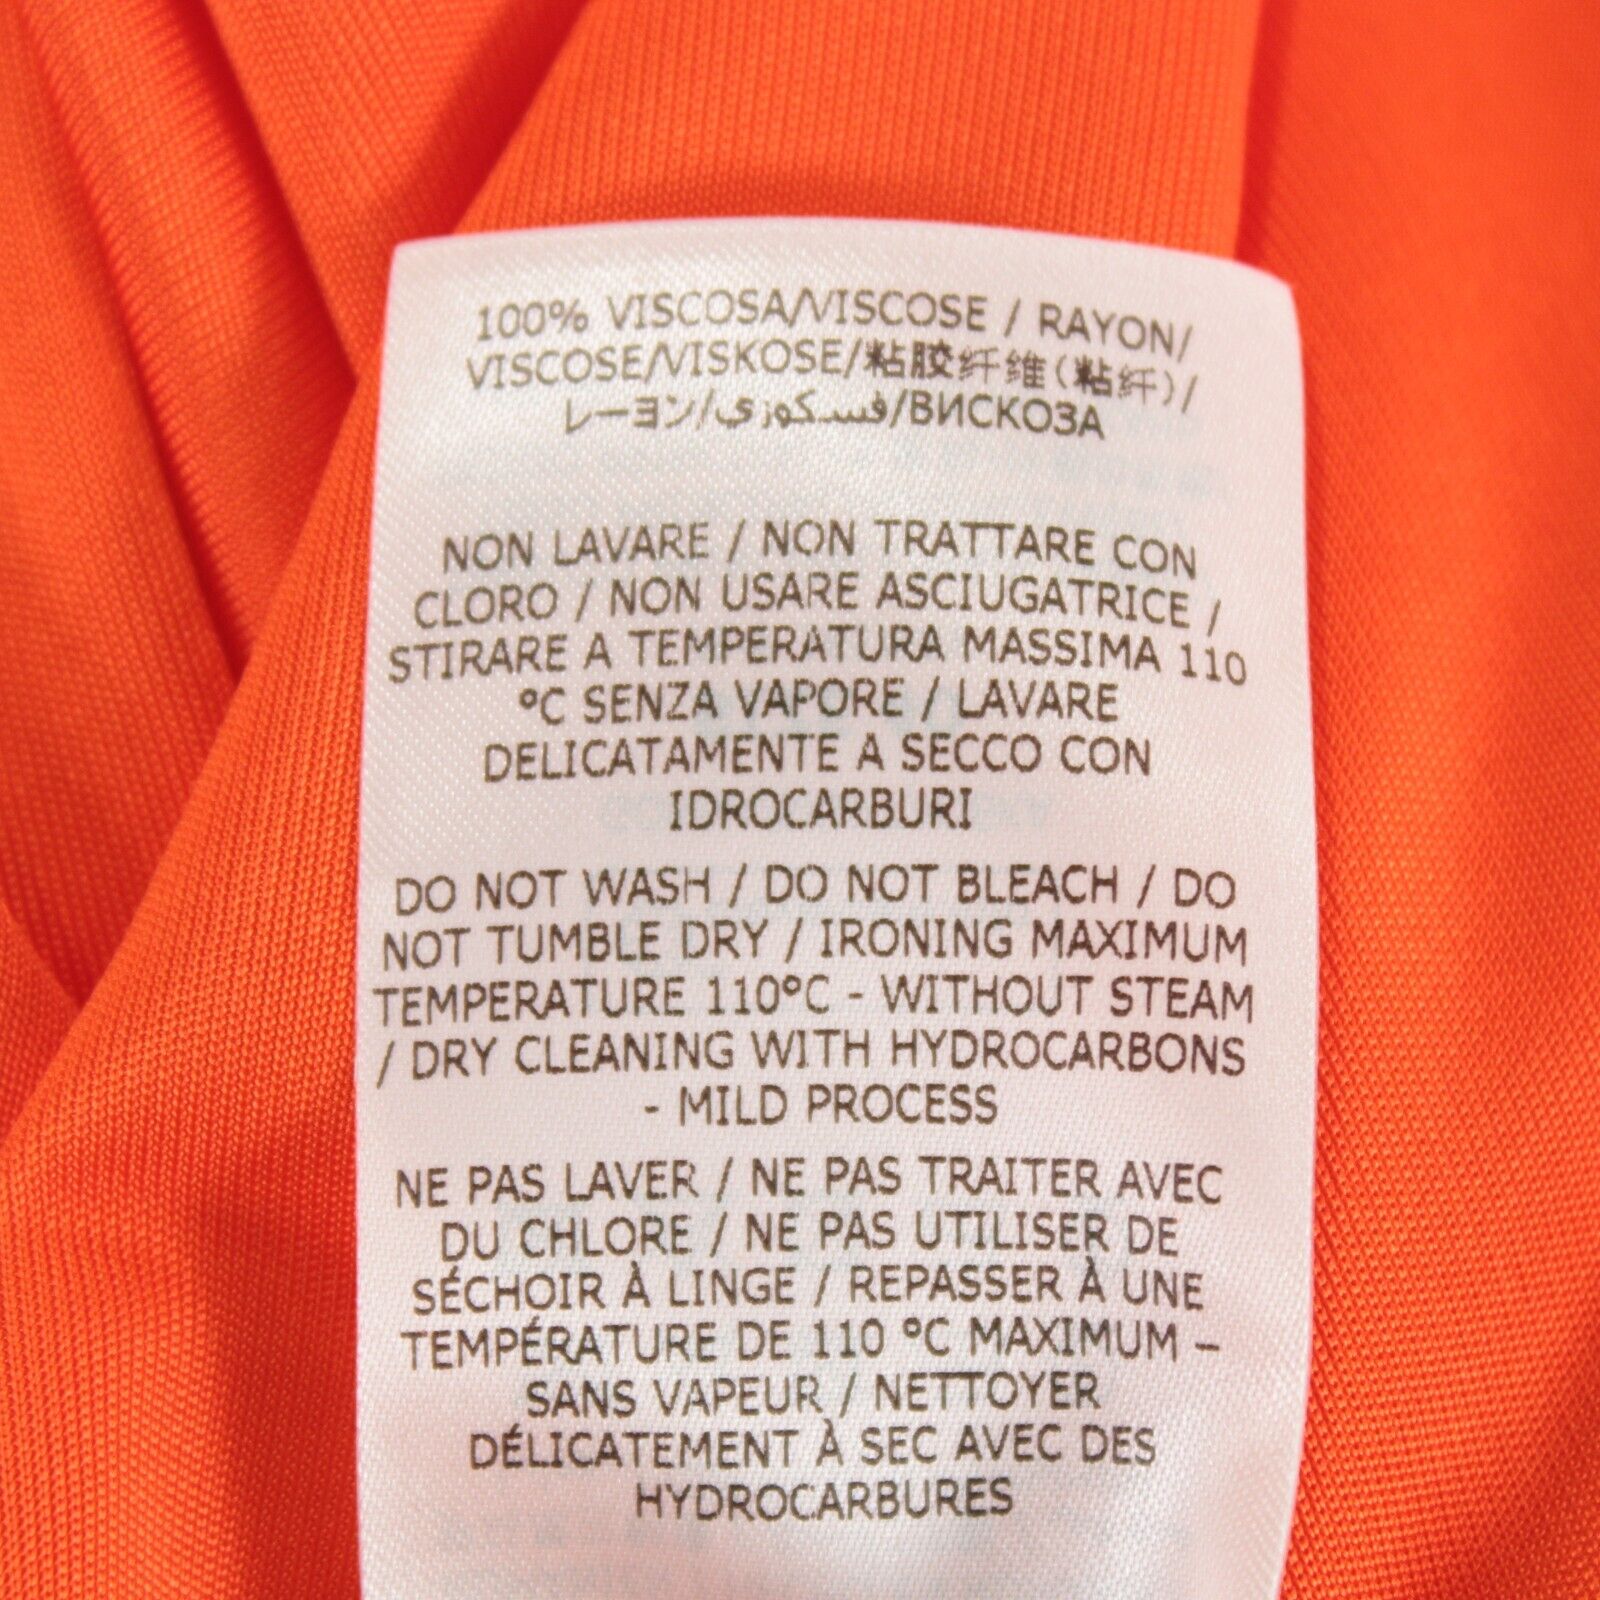 100% VISCOSA/VISCOSE / RAYON/
VISCOSE/VISKOSE/粘胶纤维(粘纤)/
レーヨン/فسكوزي/ВИСКОЗА
NON LAVARE / NON TRATTARE CON
CLORO / NON USARE ASCIUGATRICE /
STIRARE A TEMPERATURA MASSIMA 110
°C SENZA VAPORE / LAVARE
DELICATAMENTE A SECCO CON
IDROCARBURI
DO NOT WASH / DO NOT BLEACH / DO
NOT TUMBLE DRY / IRONING MAXIMUM
TEMPERATURE 110°C - WITHOUT STEAM
/ DRY CLEANING WITH HYDROCARBONS
- MILD PROCESS
NE PAS LAVER / NE PAS TRAITER AVEC
DU CHLORE / NE PAS UTILISER DE
SÉCHOIR À LINGE / REPASSER À UNE
TEMPÉRATURE DE 110 °C MAXIMUM –
SANS VAPEUR / NETTOYER
DÉLICATEMENT À SEC AVEC DES
HYDROCARBURES